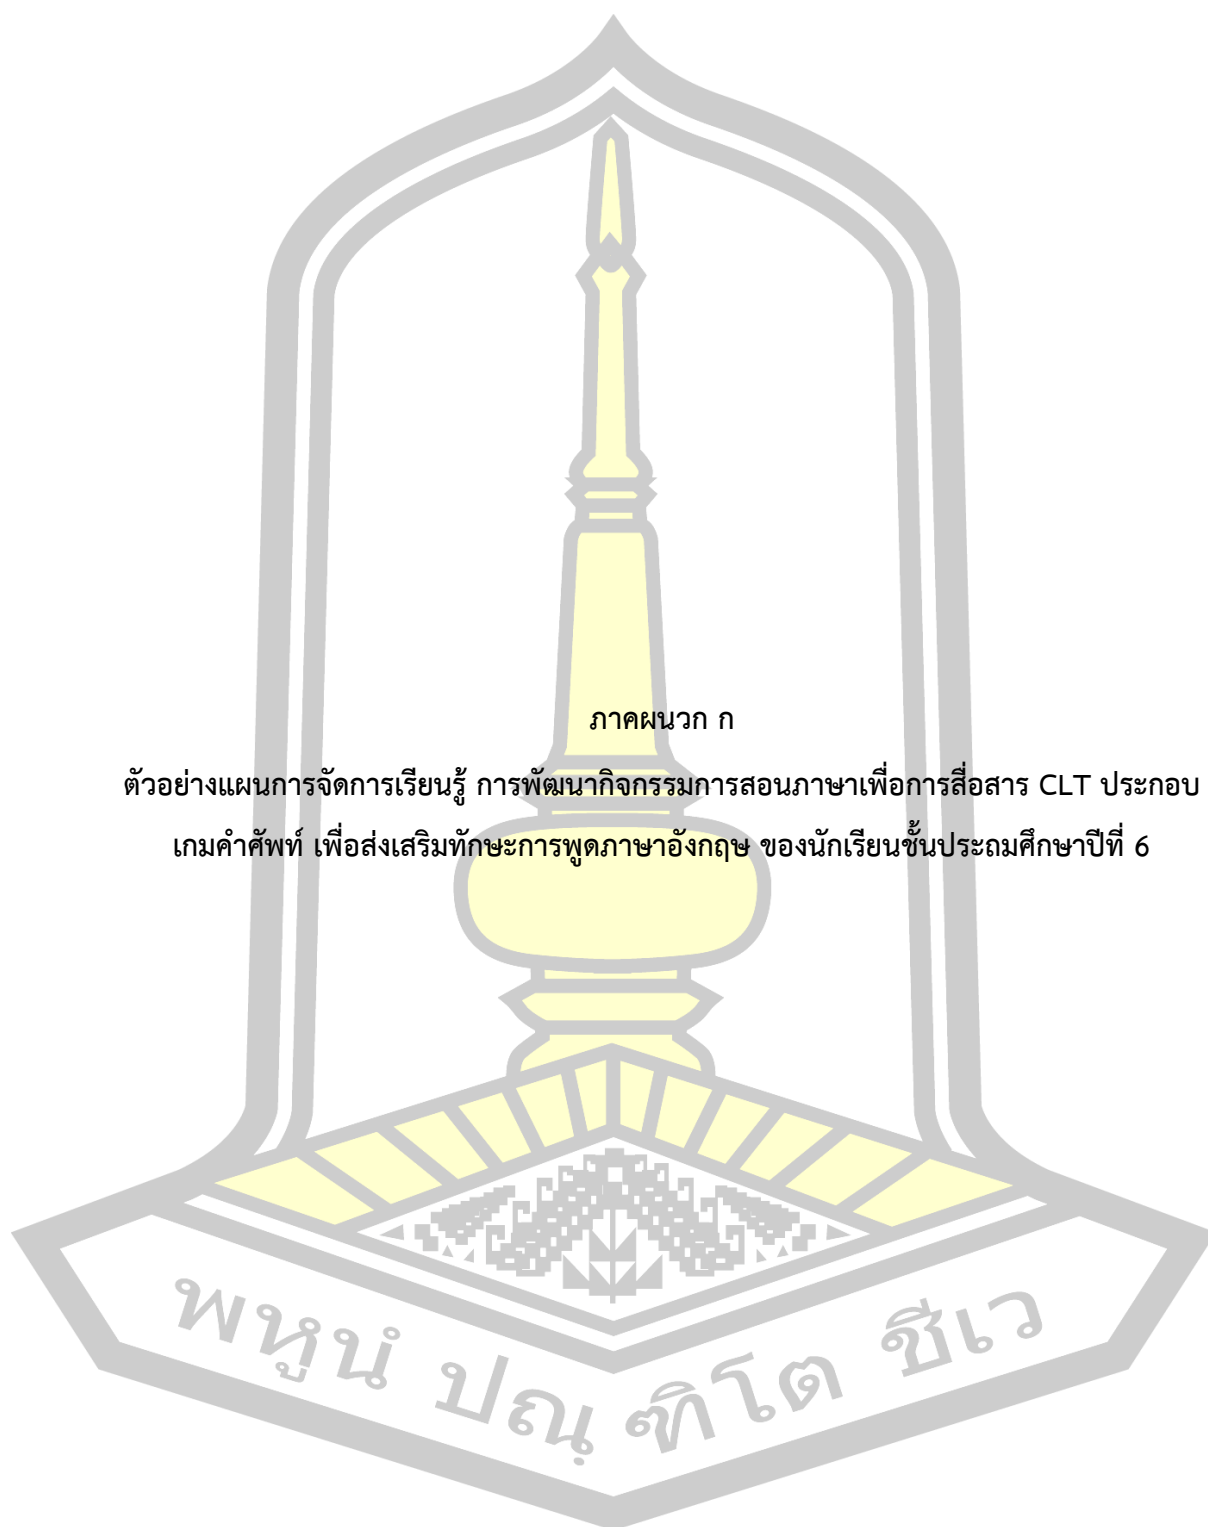 ภาคผนวก ก
ตัวอย่างแผนการจัดการเรียนรู้ การพัฒนากิจกรรมการสอนภาษาเพื่อการสื่อสาร CLT ประกอบ
เกมคำศัพท์ เพื่อส่งเสริมทักษะการพูดภาษาอังกฤษ ของนักเรียนชั้นประถมศึกษาปีที่ 6
พหูนํ ปณฺฑิโต ชีเว